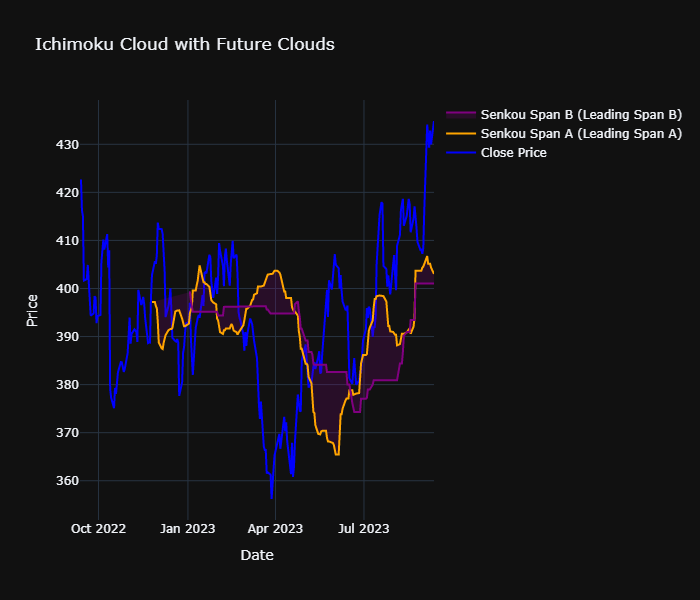 Ichimoku Cloud with Future Clouds
Senkou Span B (Leading Span B)
Senkou Span A (Leading Span A)
Close Price
430
420
410
400
390
380
370
360
Price
Oct 2022
Jan 2023
Apr 2023
Jul 2023
Date